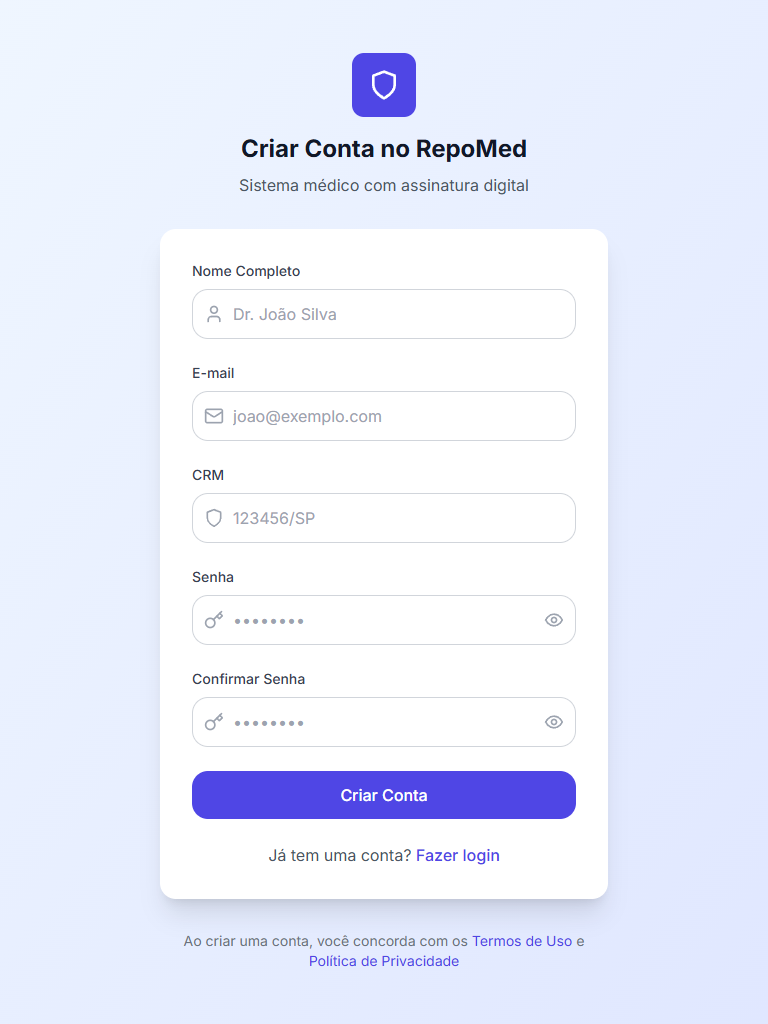 Criar Conta no RepoMed
Sistema médico com assinatura digital
Nome Completo
Dr. João Silva
E-mail
joao@exemplo.com
CRM
123456/SP
Senha
••••••••
Confirmar Senha
••••••••
Criar Conta
Já tem uma conta? Fazer login
Ao criar uma conta, você concorda com os Termos de Uso e
Política de Privacidade